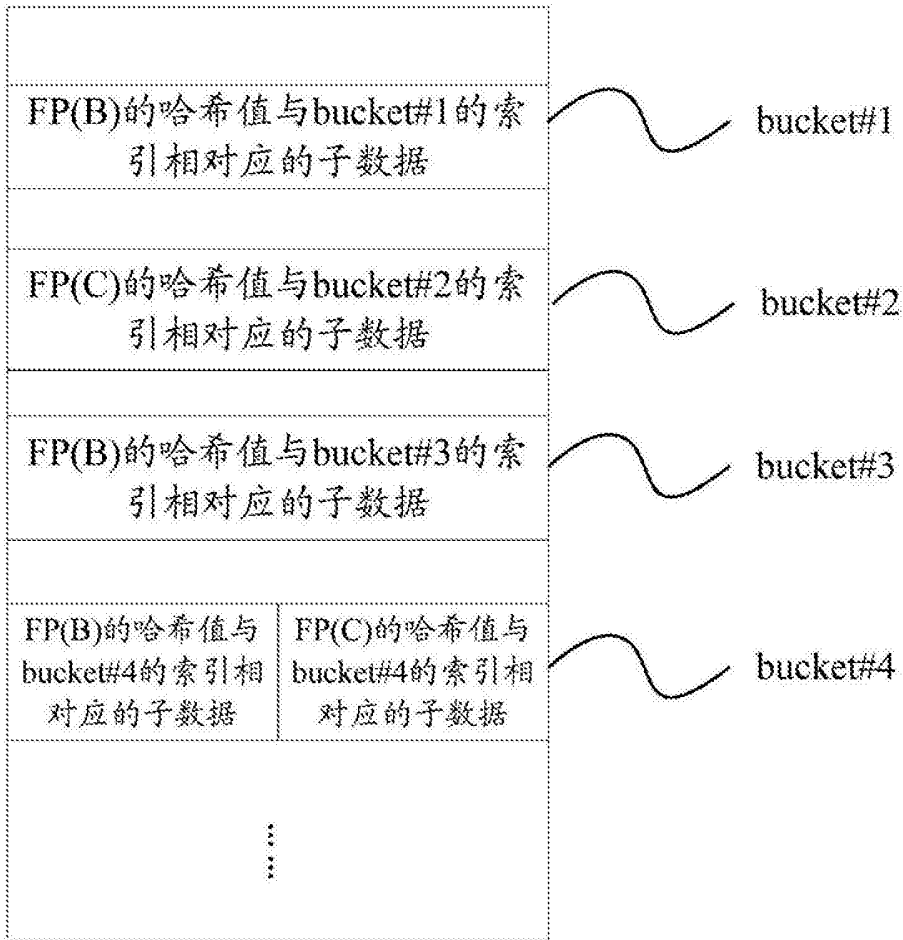 FP(B)的哈希值与bucket#1的索
引相对应的子数据
bucket#1
FP(C)的哈希值与bucket#2的索
引相对应的子数据
bucket#2
FP(B)的哈希值与bucket#3的索
引相对应的子数据
bucket#3
FP(B)的哈希值与
bucket#4的索引相
对应的子数据
FP(C)的哈希值与
bucket#4的索引相
对应的子数据
bucket#4